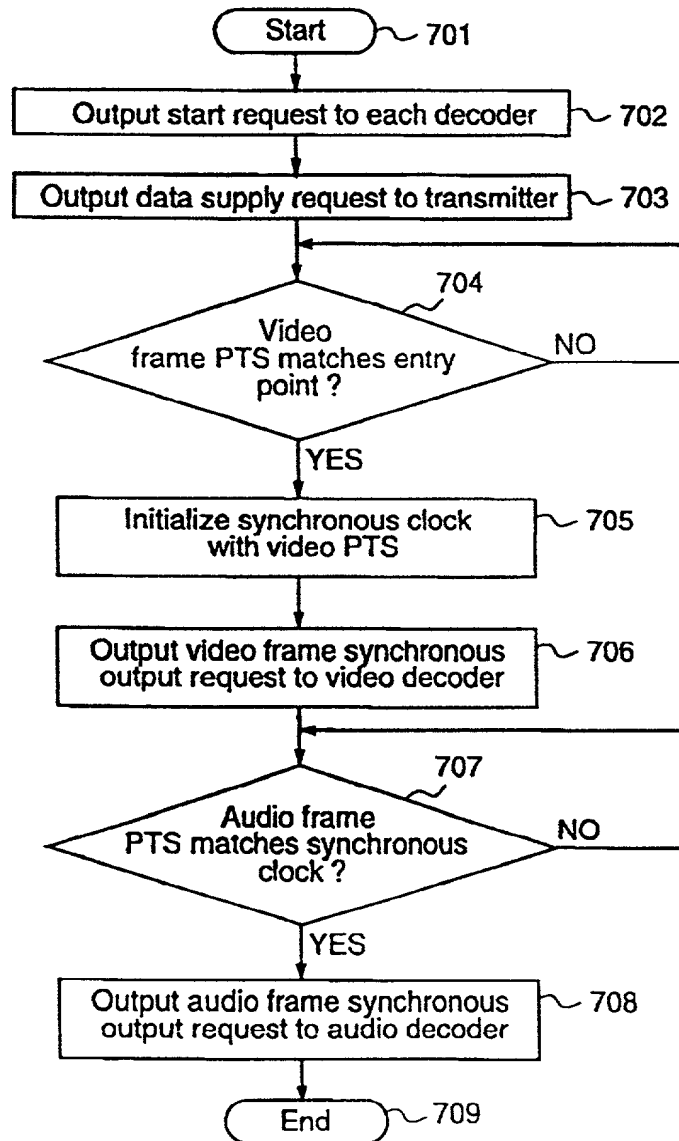 Start
701
Output start request to each decoder
702
Output data supply request to transmitter
703
704
Video
frame PTS matches entry
point ?
NO
YES
Initialize synchronous clock
with video PTS
705
Output video frame synchronous
output request to video decoder
706
707
Audio frame
PTS matches synchronous
clock ?
NO
YES
Output audio frame synchronous
output request to audio decoder
708
End
709